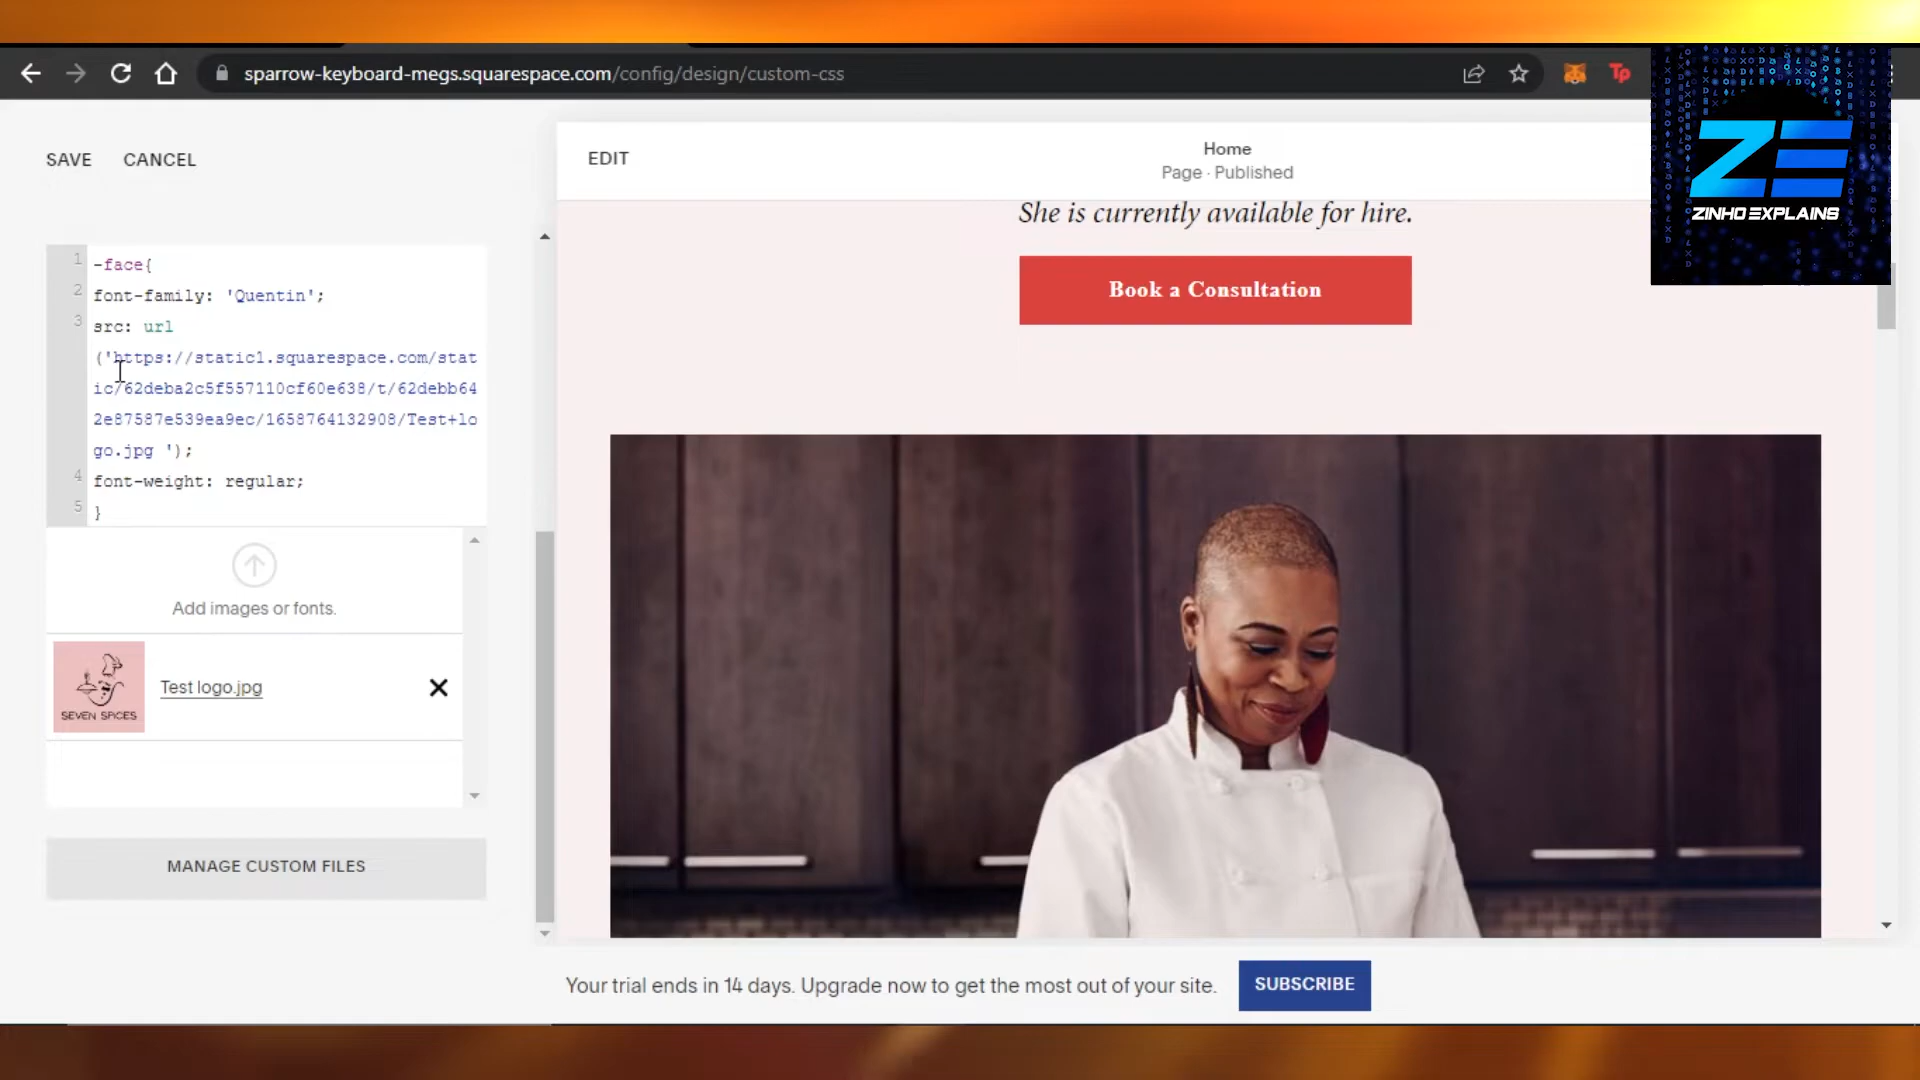 sparrow-keyboard-megs.squarespace.com/config/design/custom-css
Tp
ZE
ZINHO EXPLAINS
SAVE
CANCEL
EDIT
Home
Page · Published
She is currently available for hire.
Book a Consultation
1
-face{
2
font-family: 'Quentin';
3
src: url
('https://static1.squarespace.com/stat
ic/62deba2c5f557110cf60e638/t/62debb64
2e87587e539ea9ec/1658764132908/Test+lo
go.jpg ');
4
font-weight: regular;
5
}
Add images or fonts.
SEVEN SPICES
Test logo.jpg
MANAGE CUSTOM FILES
Your trial ends in 14 days. Upgrade now to get the most out of your site.
SUBSCRIBE